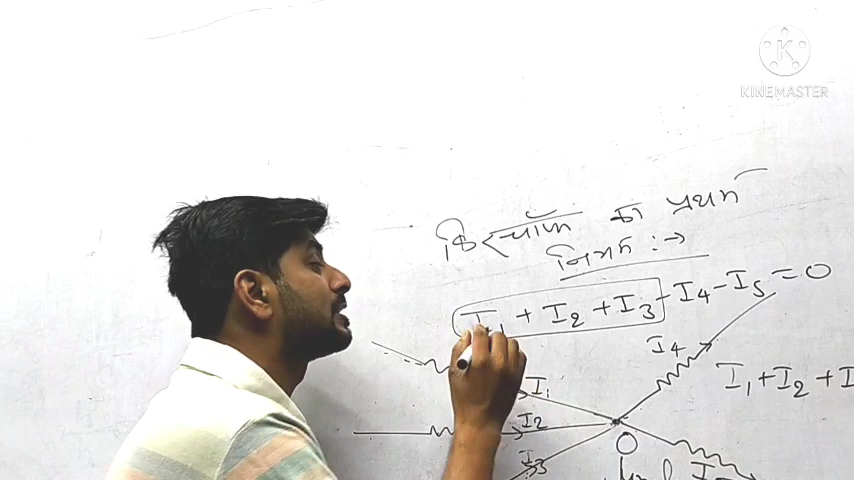 KINEMASTER
किरचॉफ का प्रथम
नियम :→
I₁ + I₂ + I₃ - I₄ - I₅ = 0
I₄
I₁ + I₂ + I
I₁
I₂
I₃
O